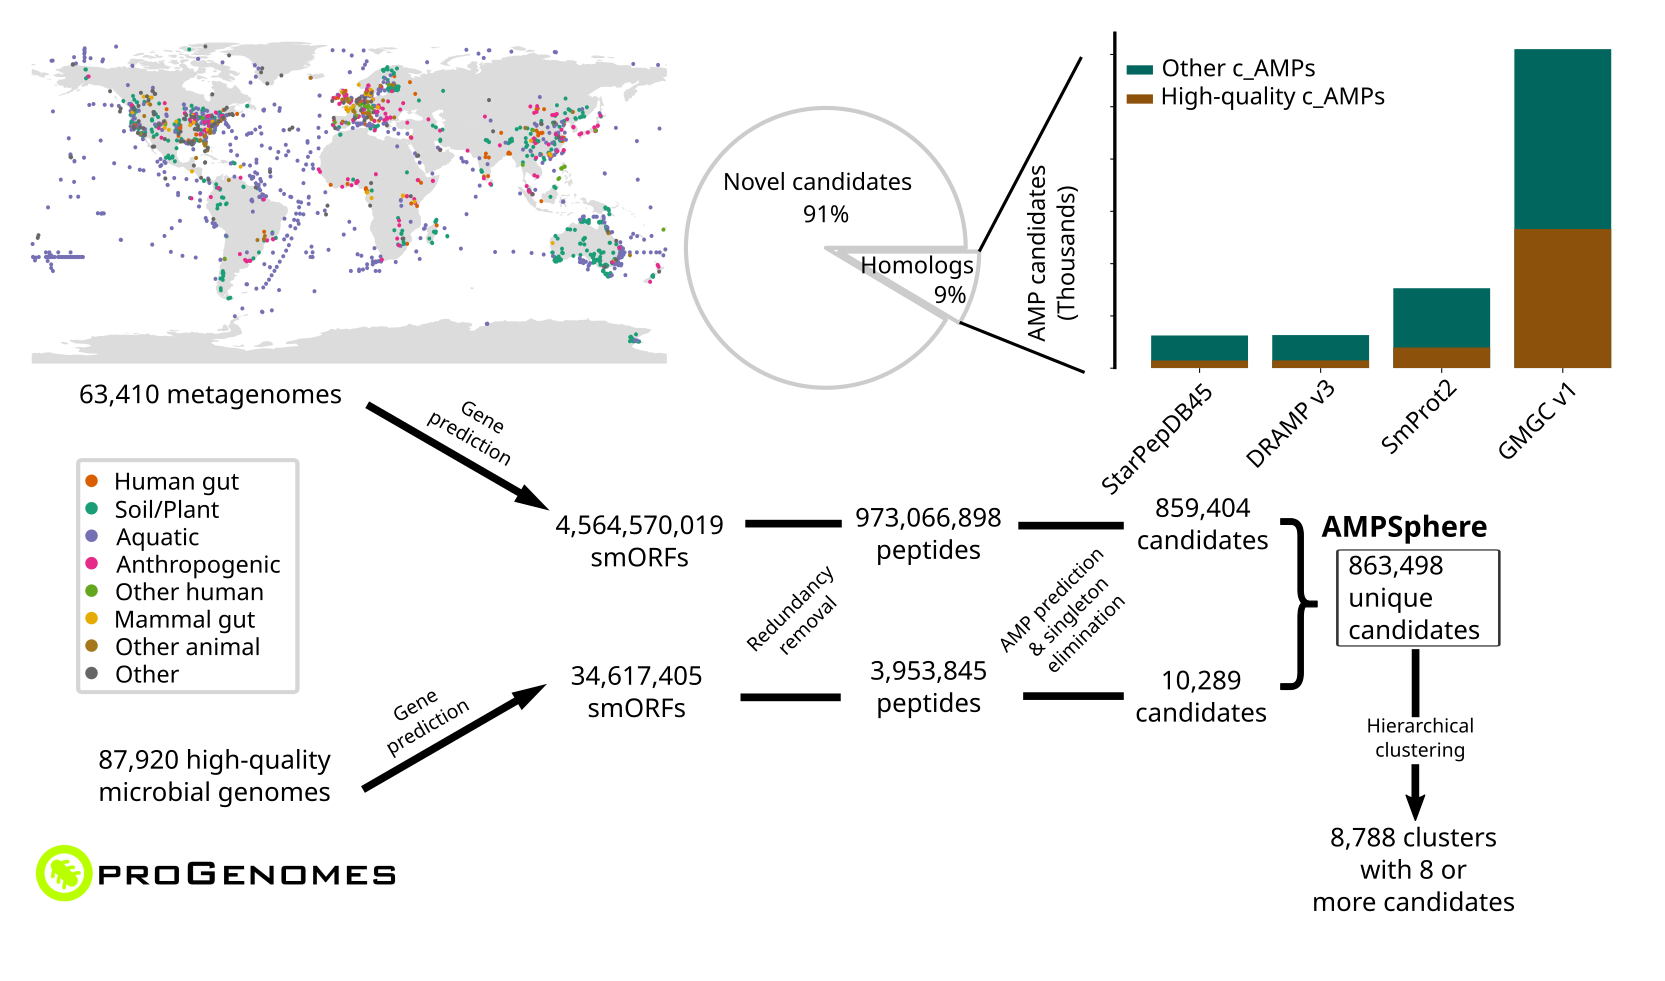 Novel candidates
91%
Homologs
9%
AMP candidates
(Thousands)
Other c_AMPs
High-quality c_AMPs
StarPepDB45
DRAMP v3
SmProt2
GMGC v1
63,410 metagenomes
Gene
prediction
Human gut
Soil/Plant
Aquatic
Anthropogenic
Other human
Mammal gut
Other animal
Other
4,564,570,019
smORFs
973,066,898
peptides
859,404
candidates
Redundancy
removal
AMP prediction
& singleton
elimination
87,920 high-quality
microbial genomes
Gene
prediction
34,617,405
smORFs
3,953,845
peptides
10,289
candidates
AMPSphere
863,498
unique
candidates
Hierarchical
clustering
8,788 clusters
with 8 or
more candidates
PROGENOMES